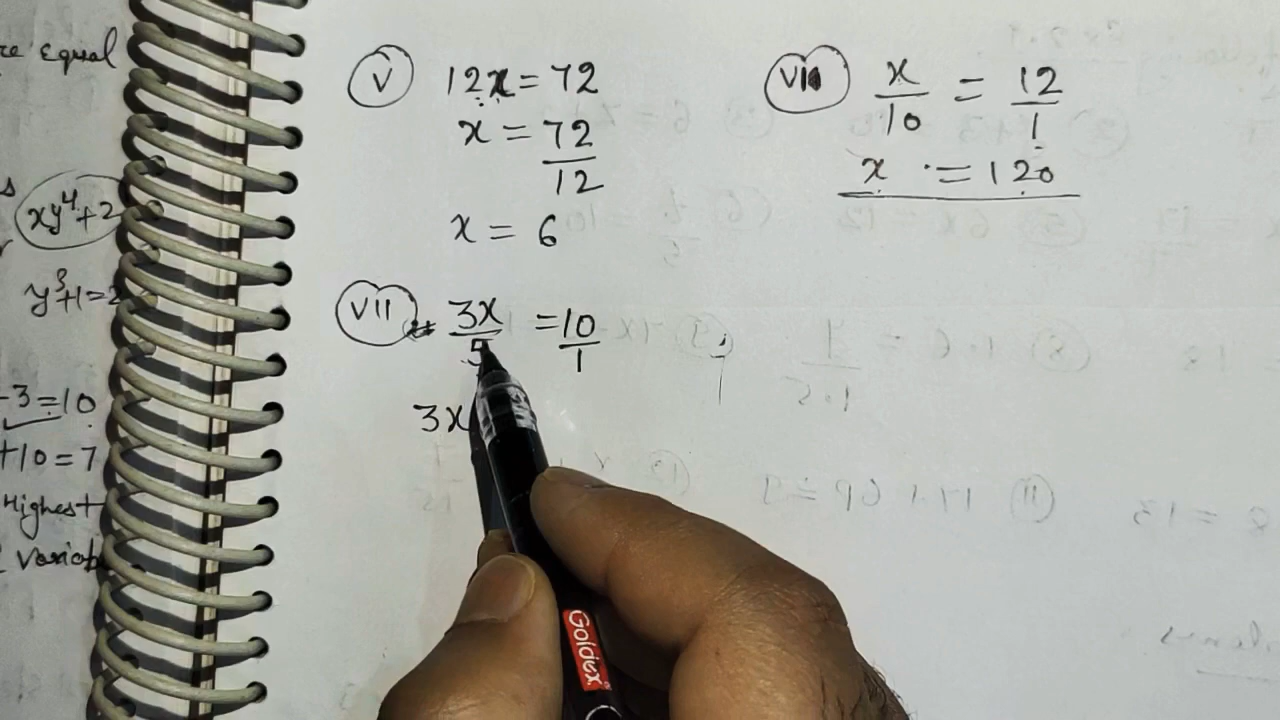 re Equal
xy⁴+2
y³+1=2
-3=10
+10=7
Highest
Variab
V 12x=72
x = 72/12
x = 6
VII 3x/5 = 10/1
3x
x/10 = 12/1
x = 120
Goldex